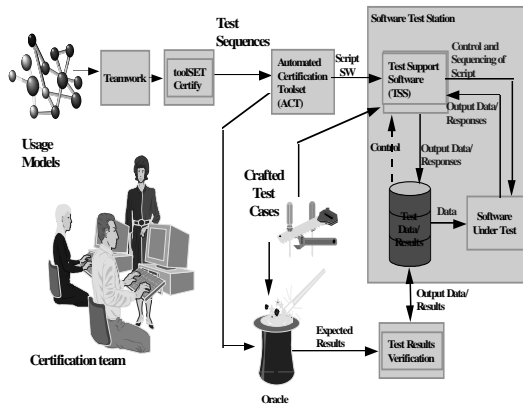 Software Test Station
Test
Sequences
Teamwork
toolSET
Certify
Automated
Certification
Toolset
(ACT)
Script
SW
Test Support
Software
(TSS)
Control and
Sequencing of
Script
Output Data/
Responses
Usage
Models
Control
Output Data/
Responses
Crafted
Test
Cases
Test
Data/
Results
Data
Software
Under Test
Output Data/
Results
Certification team
Expected
Results
Test Results
Verification
Oracle